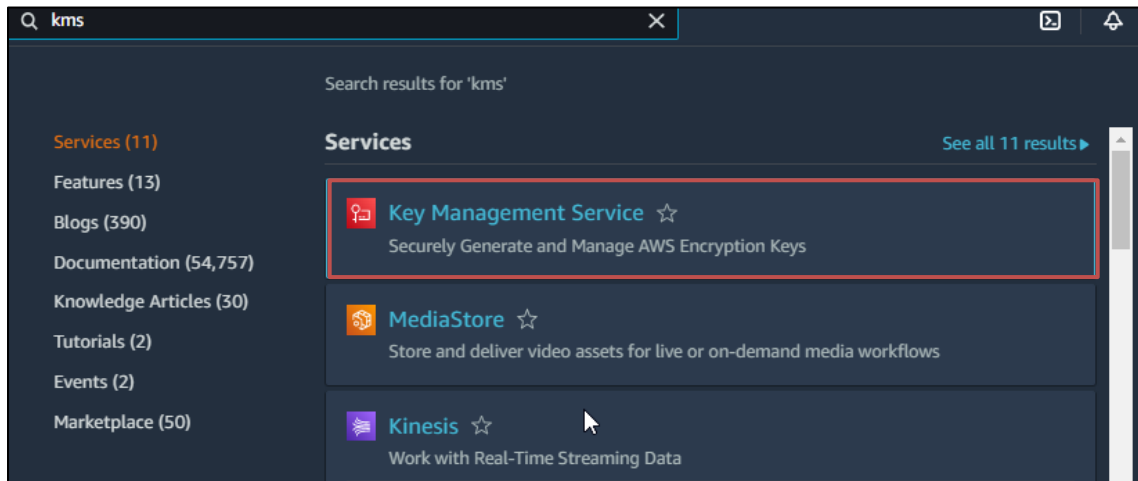 kms
Search results for 'kms'
Services (11)
Features (13)
Blogs (390)
Documentation (54,757)
Knowledge Articles (30)
Tutorials (2)
Events (2)
Marketplace (50)
Services
See all 11 results
Key Management Service
Securely Generate and Manage AWS Encryption Keys
MediaStore
Store and deliver video assets for live or on-demand media workflows
Kinesis
Work with Real-Time Streaming Data